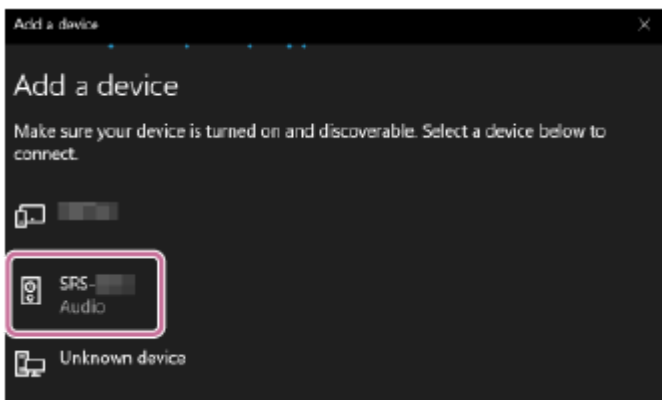 Add a device
Add a device
Make sure your device is turned on and discoverable. Select a device below to
connect.
SRS-
Audio
Unknown device